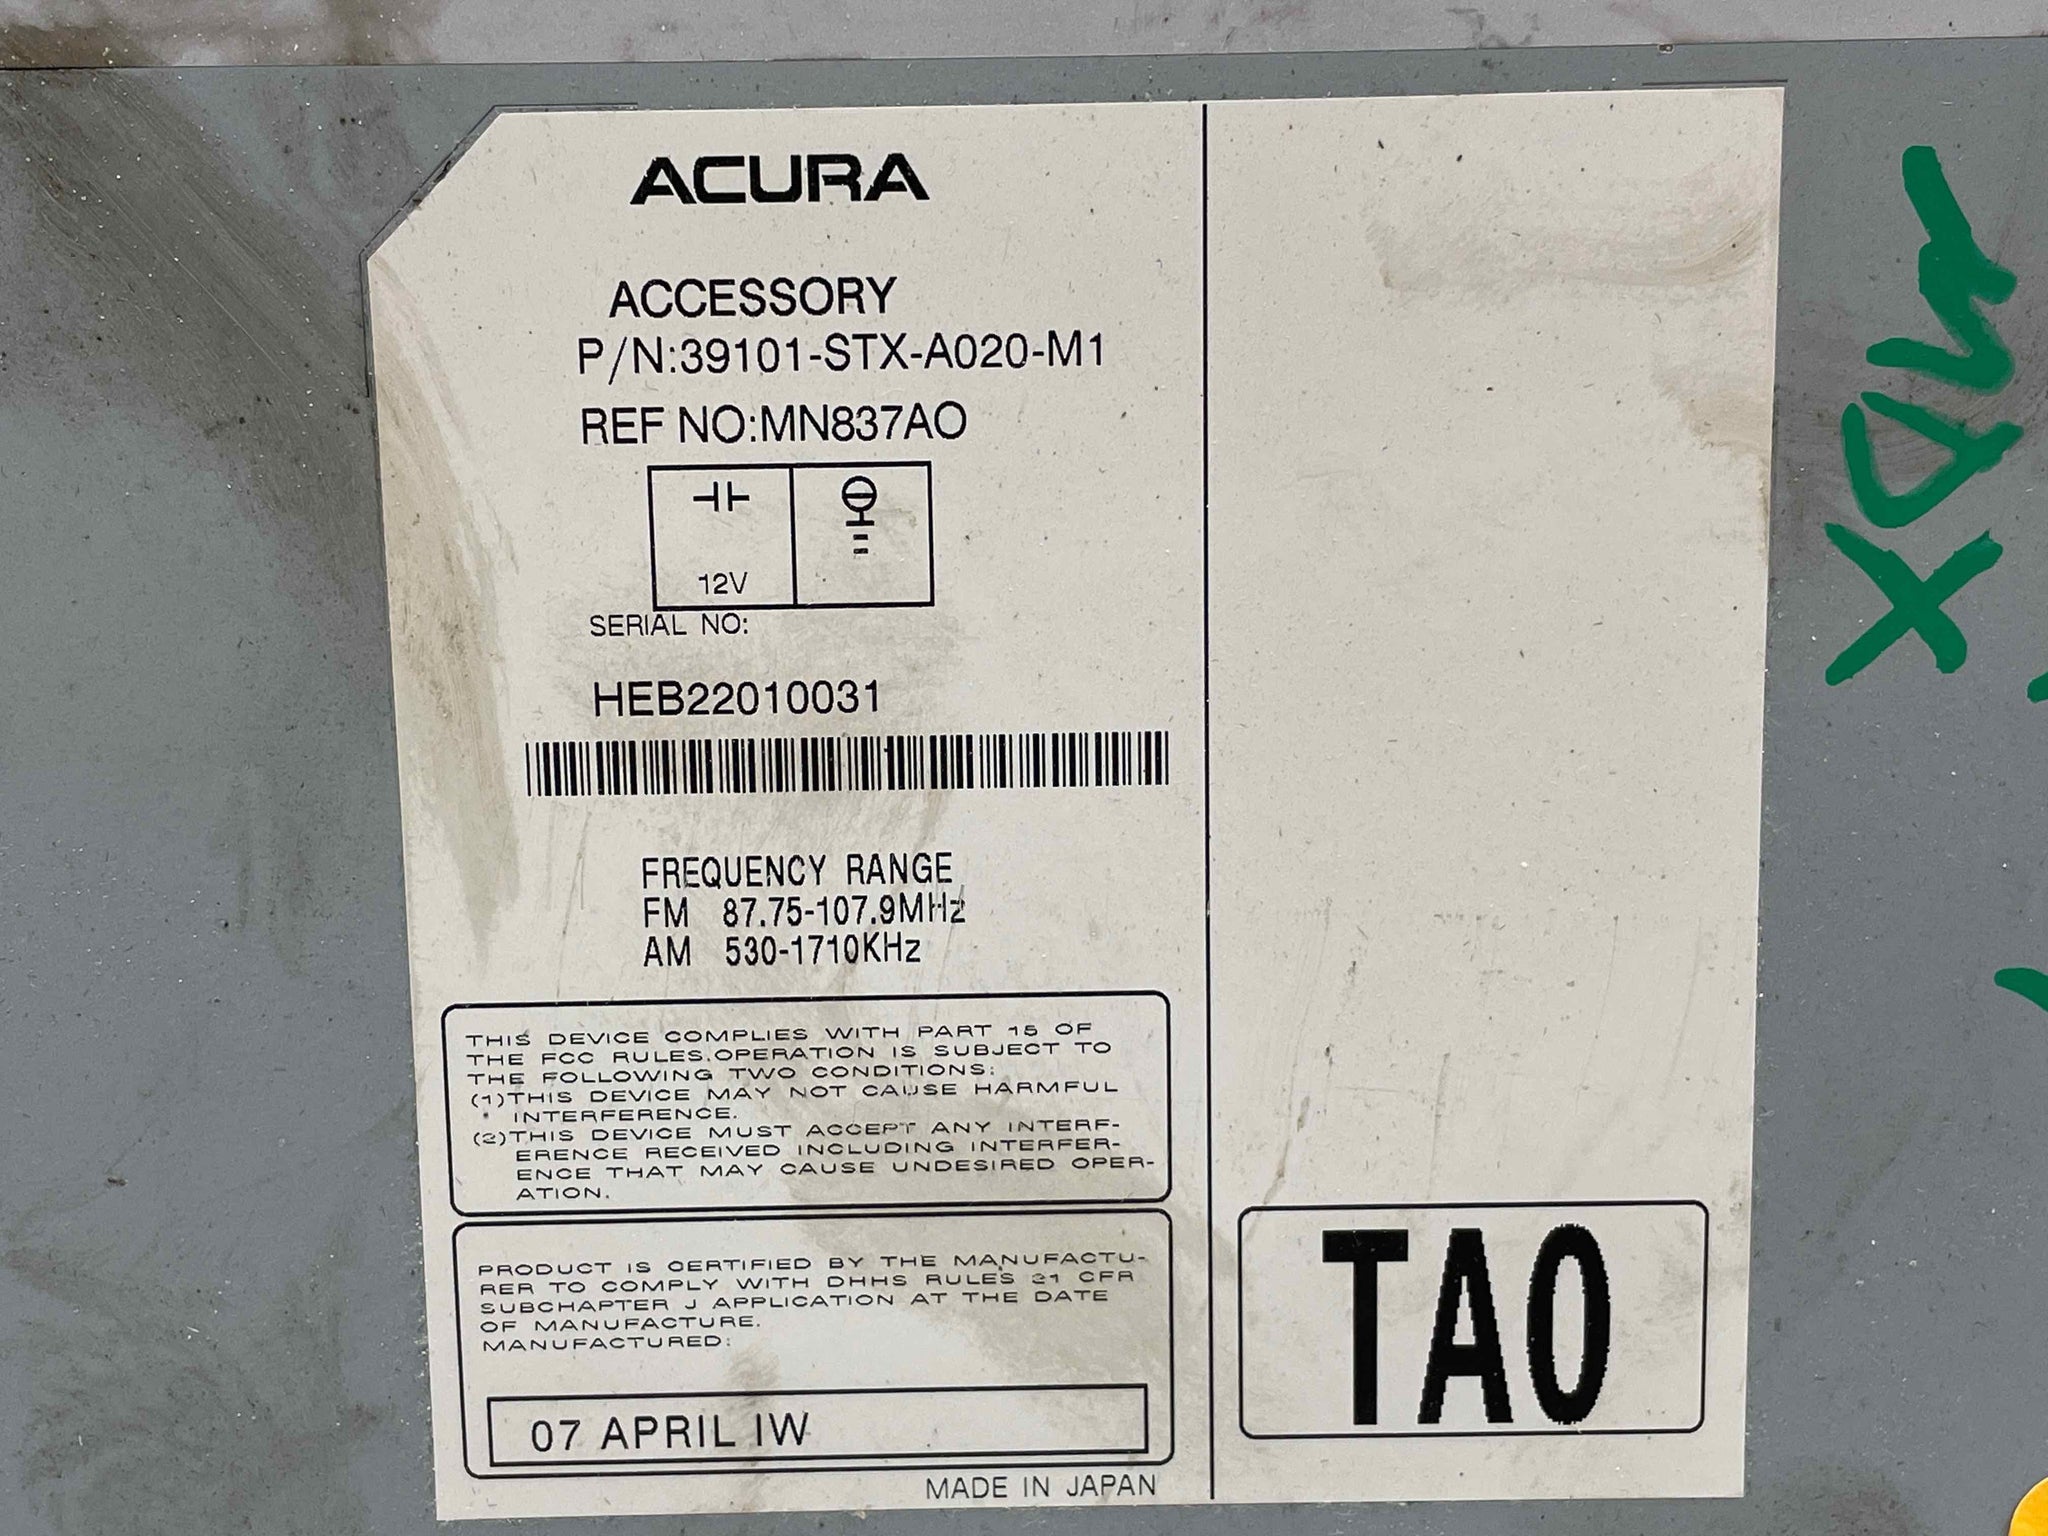 ACURA
ACCESSORY
P/N:39101-STX-A020-M1
REF NO:MN837AO
12V
SERIAL NO:
HEB22010031
FREQUENCY RANGE
FM 87.75-107.9MHz
AM 530-1710KHz
THIS DEVICE COMPLIES WITH PART 15 OF
THE FCC RULES.OPERATION IS SUBJECT TO
THE FOLLOWING TWO CONDITIONS:
(1)THIS DEVICE MAY NOT CAUSE HARMFUL
INTERFERENCE.
(2)THIS DEVICE MUST ACCEPT ANY INTERF-
ERENCE RECEIVED INCLUDING INTERFER-
ENCE THAT MAY CAUSE UNDESIRED OPER-
ATION.
PRODUCT IS CERTIFIED BY THE MANUFACTU-
RER TO COMPLY WITH DHHS RULES 21 CFR
SUBCHAPTER J APPLICATION AT THE DATE
OF MANUFACTURE.
MANUFACTURED:
07 APRIL IW
MADE IN JAPAN
TA0
MDX